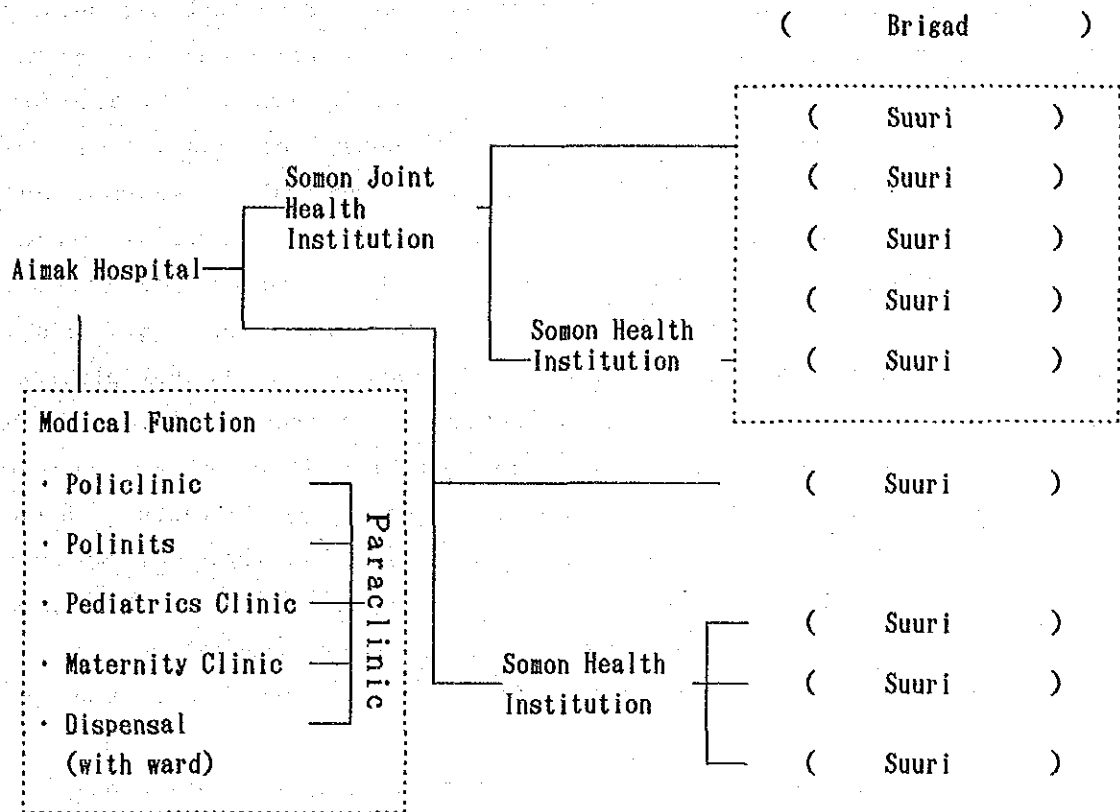 ( Brigad )
( Suuri )
( Suuri )
( Suuri )
( Suuri )
( Suuri )
Somon Joint
Health
Institution
Aimak Hospital
Somon Health
Institution
Modical Function
・ Policlinic
・ Polinits
・ Pediatrics Clinic
・ Maternity Clinic
・ Dispensal
(with ward)
Paraclinic
( Suuri )
Somon Health
Institution
( Suuri )
( Suuri )
( Suuri )